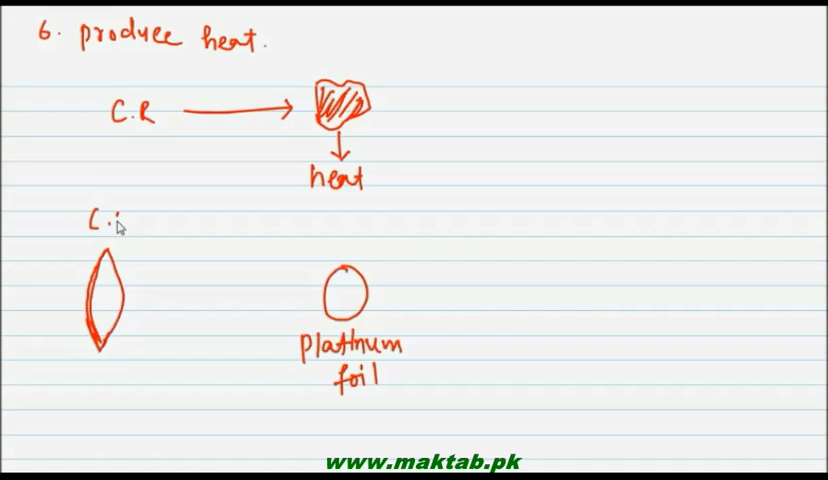 6. produce heat.
C.R
heat
C.
platinum
foil
www.maktab.pk